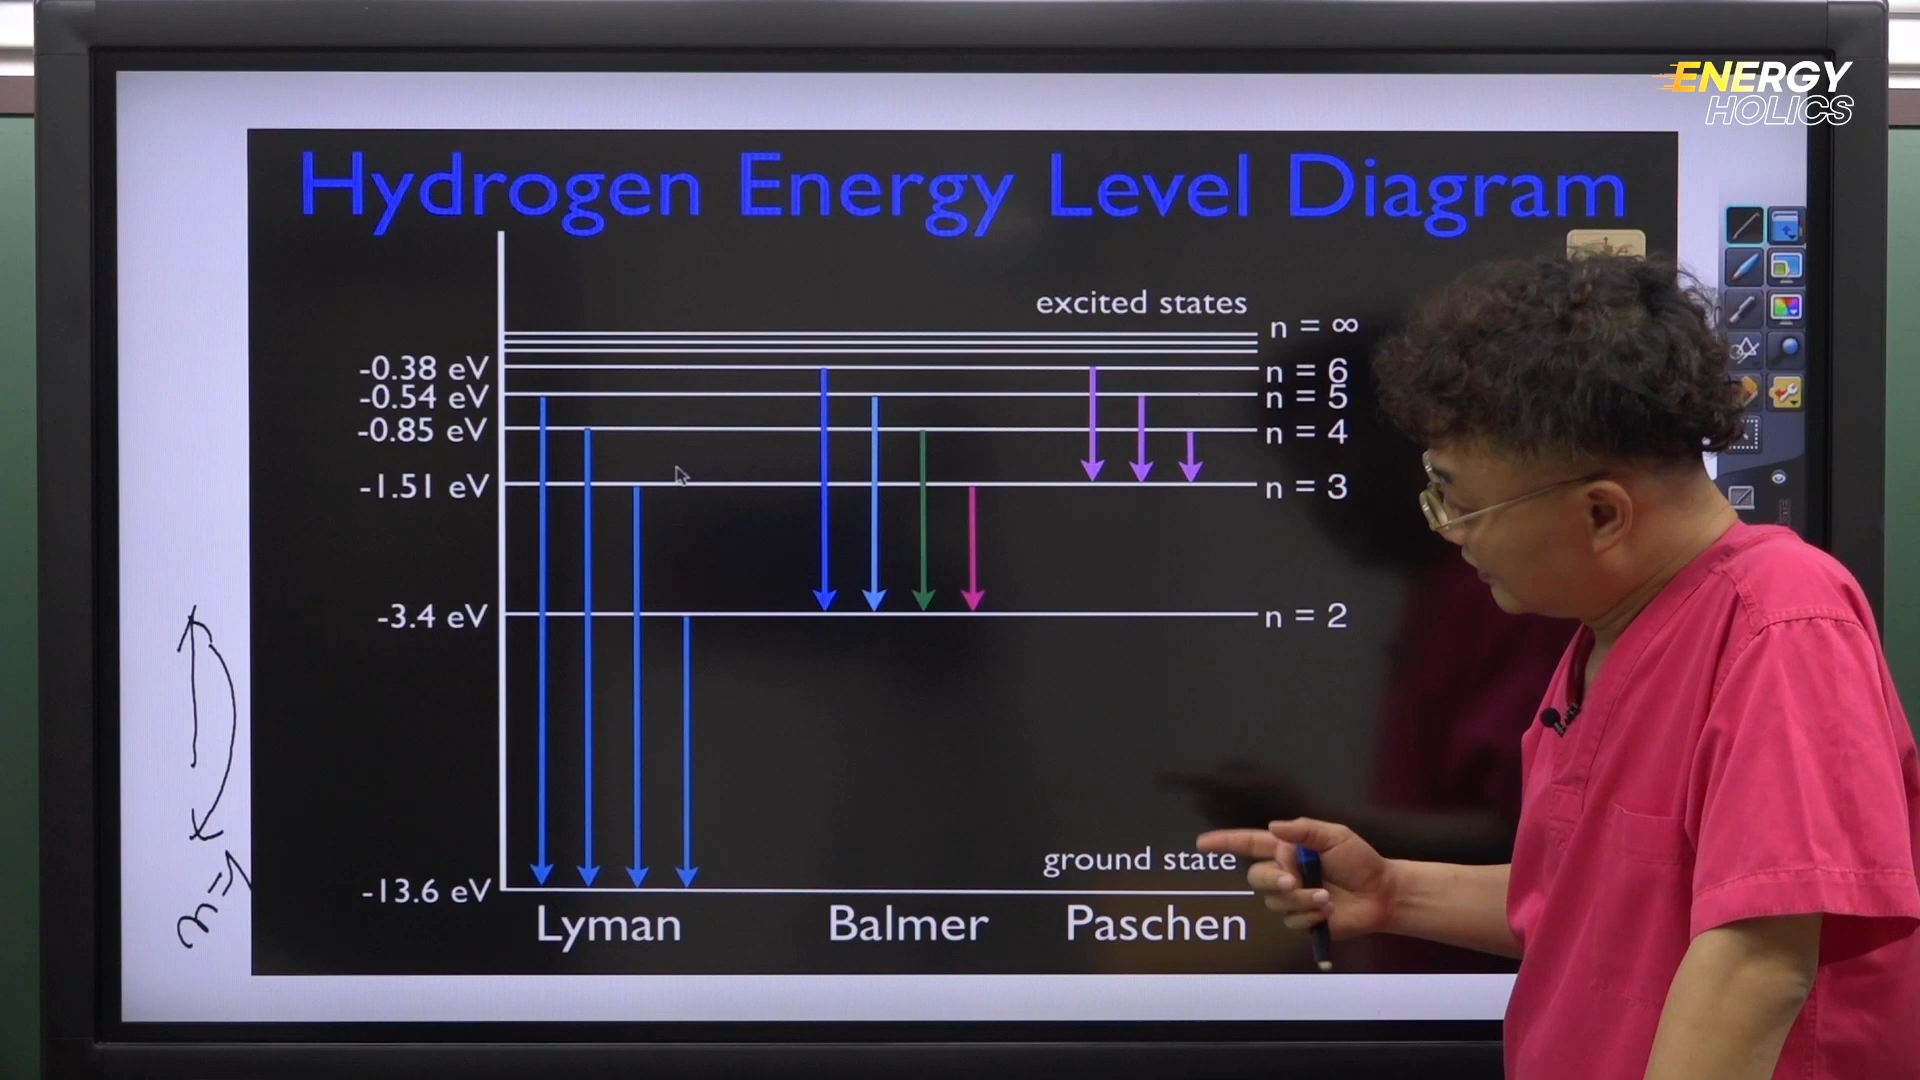 ENERGY
HOLICS
Hydrogen Energy Level Diagram
excited states
n = ∞
-0.38 eV
n = 6
-0.54 eV
n = 5
-0.85 eV
n = 4
-1.51 eV
n = 3
-3.4 eV
n = 2
ground state
-13.6 eV
Lyman
Balmer
Paschen